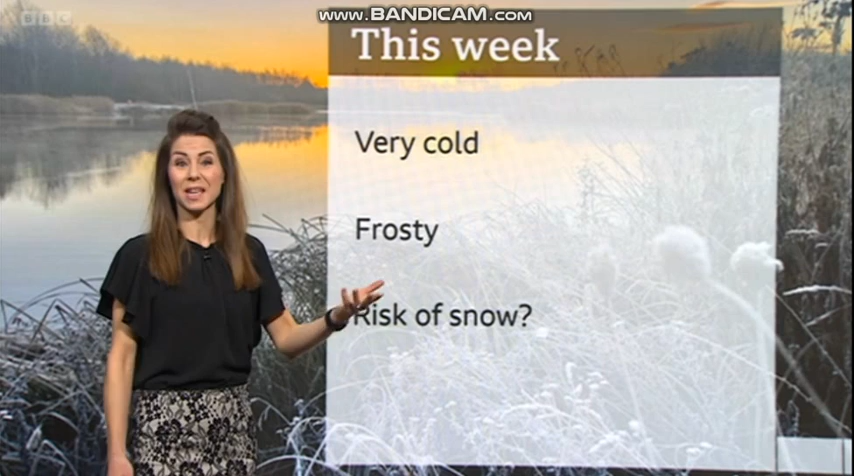 BBC
www.BANDICAM.com
This week
Very cold
Frosty
Risk of snow?